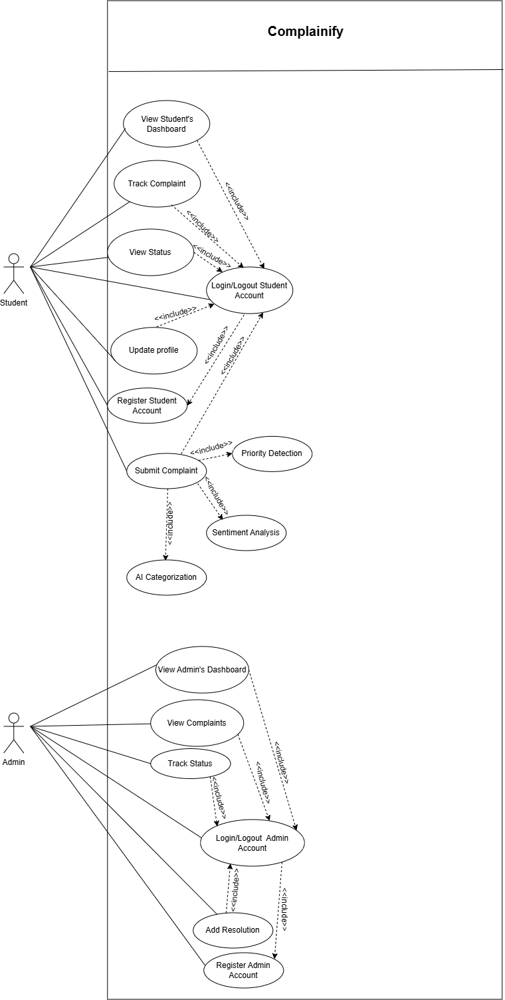 Complainify
View Student's
Dashboard
<<include>>
Track Complaint
<<include>>
View Status
<<include>>
Login/Logout Student
Account
Student
<<include>>
<<include>>
<<include>>
Update profile
Register Student
Account
<<include>>
Priority Detection
Submit Complaint
<<include>>
<<include>>
Sentiment Analysis
AI Categorization
View Admin's Dashboard
View Complaints
Admin
Track Status
<<include>>
<<include>>
<<include>>
Login/Logout  Admin
Account
<<include>>
<<include>>
Add Resolution
Register Admin
Account